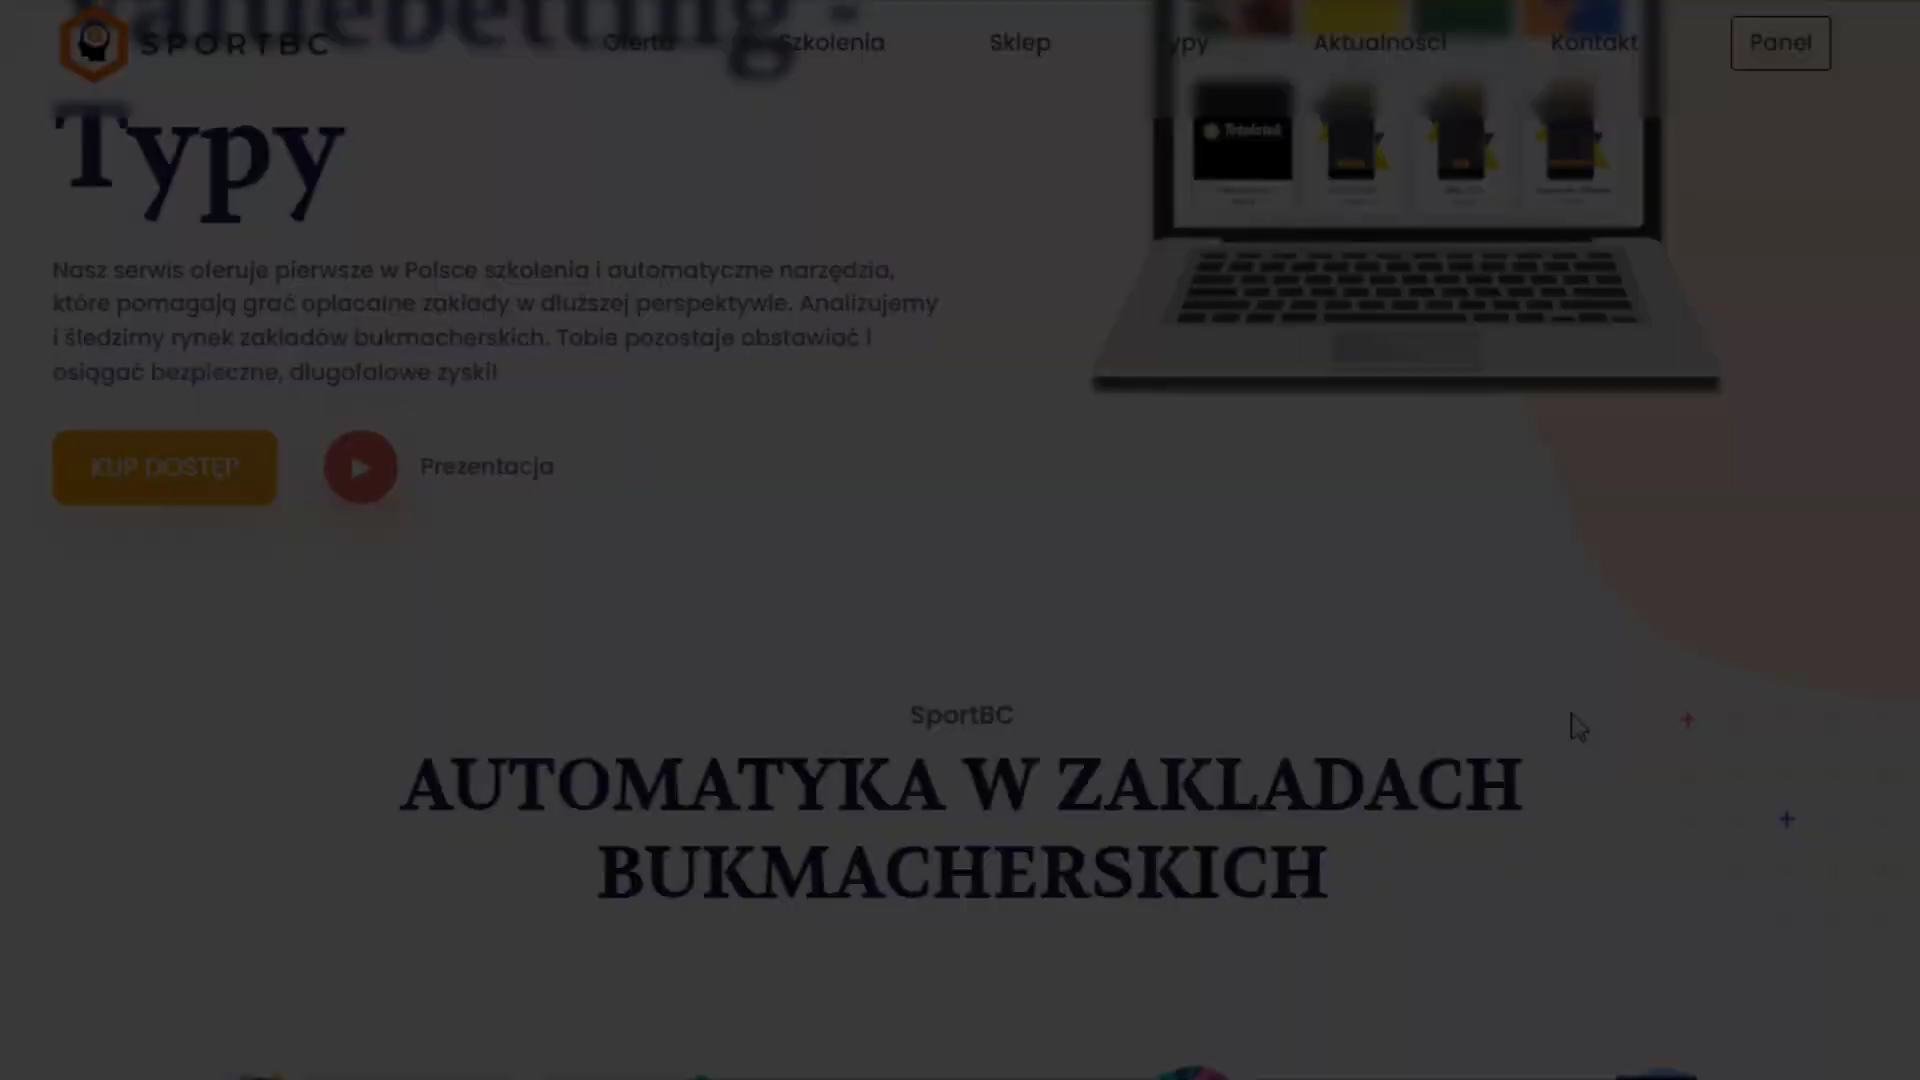 Valuebetting -
SPORTBC
Oferta
Szkolenia
Sklep
Typy
Aktualności
Kontakt
Panel
Typy
Nasz serwis oferuje pierwsze w Polsce szkolenia i automatyczne narzędzia,
które pomagają grać opłacalne zakłady w dłuższej perspektywie. Analizujemy
i śledzimy rynek zakładów bukmacherskich. Tobie pozostaje obstawiać i
osiągać bezpieczne, długofalowe zyski!
KUP DOSTĘP
Prezentacja
SportBC
AUTOMATYKA W ZAKŁADACH
BUKMACHERSKICH